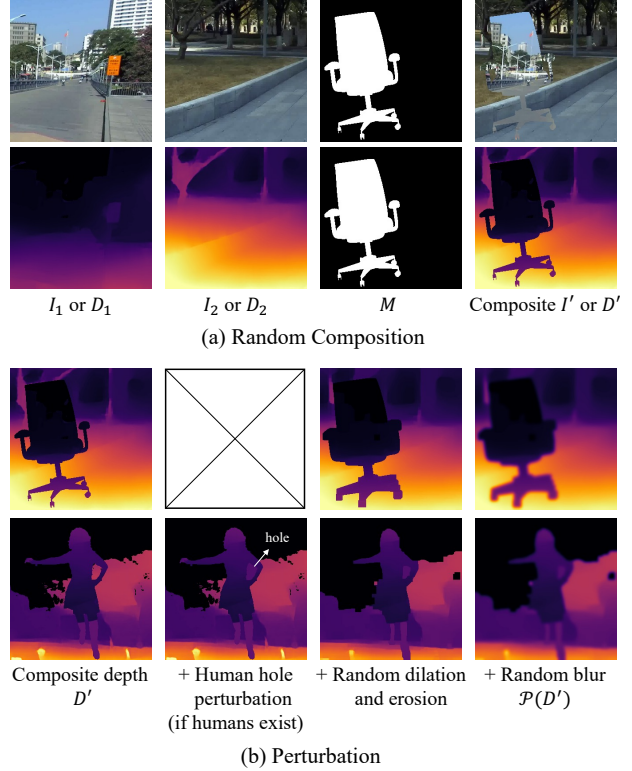 I₁ or D₁
I₂ or D₂
M
Composite I′ or D′
(a) Random Composition
hole
Composite depth
D′
+ Human hole
perturbation
(if humans exist)
+ Random dilation
and erosion
+ Random blur
𝒫(D′)
(b) Perturbation